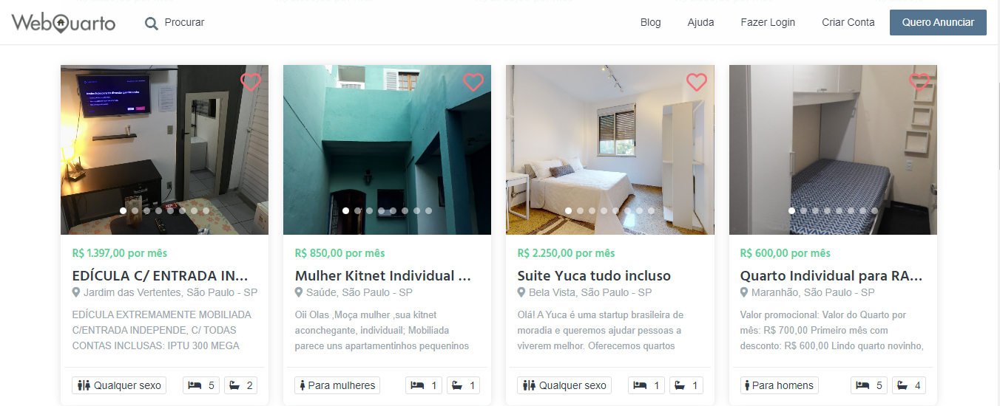 WebQuarto
Procurar
Blog
Ajuda
Fazer Login
Criar Conta
Quero Anunciar
R$ 1.397,00 por mês
EDÍCULA C/ ENTRADA IN...
Jardim das Vertentes, São Paulo - SP
EDÍCULA EXTREMAMENTE MOBILIADA
C/ENTRADA INDEPENDE, C/ TODAS
CONTAS INCLUSAS: IPTU 300 MEGA
Qualquer sexo
5
2
R$ 850,00 por mês
Mulher Kitnet Individual ...
Saúde, São Paulo - SP
Oii Olas ,Moça mulher ,sua kitnet
aconchegante, individuail; Mobiliada
parece uns apartamentinhos pequeninos
Para mulheres
1
1
R$ 2.250,00 por mês
Suite Yuca tudo incluso
Bela Vista, São Paulo - SP
Olá! A Yuca é uma startup brasileira de
moradia e queremos ajudar pessoas a
viverem melhor. Oferecemos quartos
Qualquer sexo
1
1
R$ 600,00 por mês
Quarto Individual para RA...
Maranhão, São Paulo - SP
Valor promocional: Valor do Quarto por
mês: R$ 700,00 Primeiro mês com
desconto: R$ 600,00 Lindo quarto novinho,
Para homens
5
4